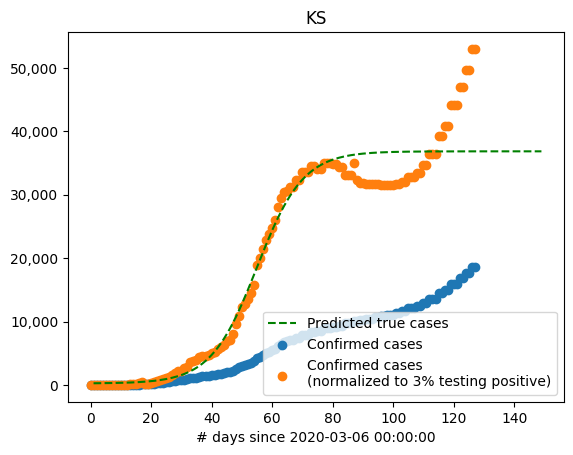 KS
50,000
40,000
30,000
20,000
10,000
0
Predicted true cases
Confirmed cases
Confirmed cases
(normalized to 3% testing positive)
0 20 40 60 80 100 120 140
# days since 2020-03-06 00:00:00